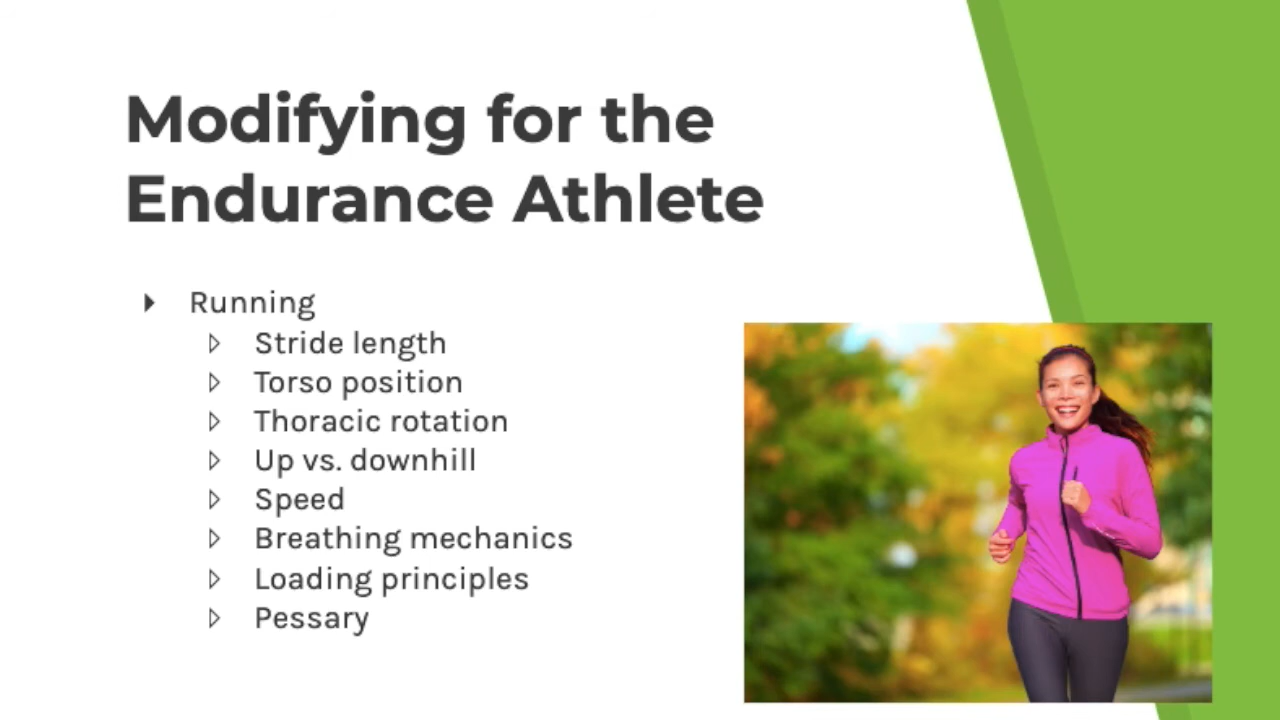 Modifying for the
Endurance Athlete
Running
Stride length
Torso position
Thoracic rotation
Up vs. downhill
Speed
Breathing mechanics
Loading principles
Pessary